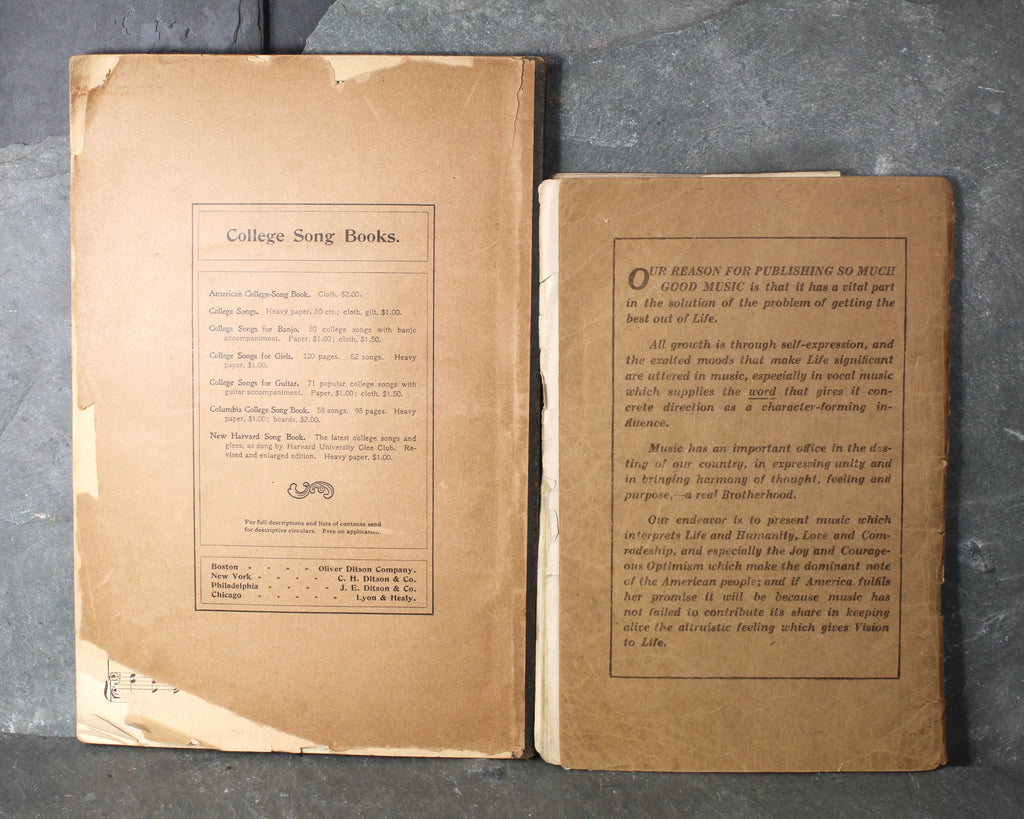 College Song Books.
American College-Song Book. Cloth, $2.00.
College Songs. Heavy paper, 50 cts.; cloth, gilt, $1.00.
College Songs for Banjo. 80 college songs with banjo
accompaniment. Paper, $1.00; cloth, $1.50.
College Songs for Girls. 120 pages. 52 songs. Heavy
paper, $1.00.
College Songs for Guitar. 71 popular college songs with
guitar accompaniment. Paper, $1.00; cloth, $1.50.
Columbia College Song Book. 58 songs. 95 pages. Heavy
paper, $1.00; boards, $2.00.
New Harvard Song Book. The latest college songs and
glees, as sung by Harvard University Glee Club. Re-
vised and enlarged edition. Heavy paper, $1.00.
For full descriptions and lists of contents send
for descriptive circulars. Free on application.
Boston - - - - Oliver Ditson Company.
New York - - - - - C. H. Ditson & Co.
Philadelphia - - - - - J. E. Ditson & Co.
Chicago - - - - - - Lyon & Healy.
OUR REASON FOR PUBLISHING SO MUCH
GOOD MUSIC is that it has a vital part
in the solution of the problem of getting the
best out of Life.
All growth is through self-expression, and
the exalted moods that make Life significant
are uttered in music, especially in vocal music
which supplies the word that gives it con-
crete direction as a character-forming in-
fluence.
Music has an important office in the des-
tiny of our country, in expressing unity and
in bringing harmony of thought, feeling and
purpose,—a real Brotherhood.
Our endeavor is to present music which
interprets Life and Humanity, Love and Com-
radeship, and especially the Joy and Courage-
ous Optimism which make the dominant note
of the American people; and if America fulfils
her promise it will be because music has
not failed to contribute its share in keeping
alive the altruistic feeling which gives Vision
to Life.